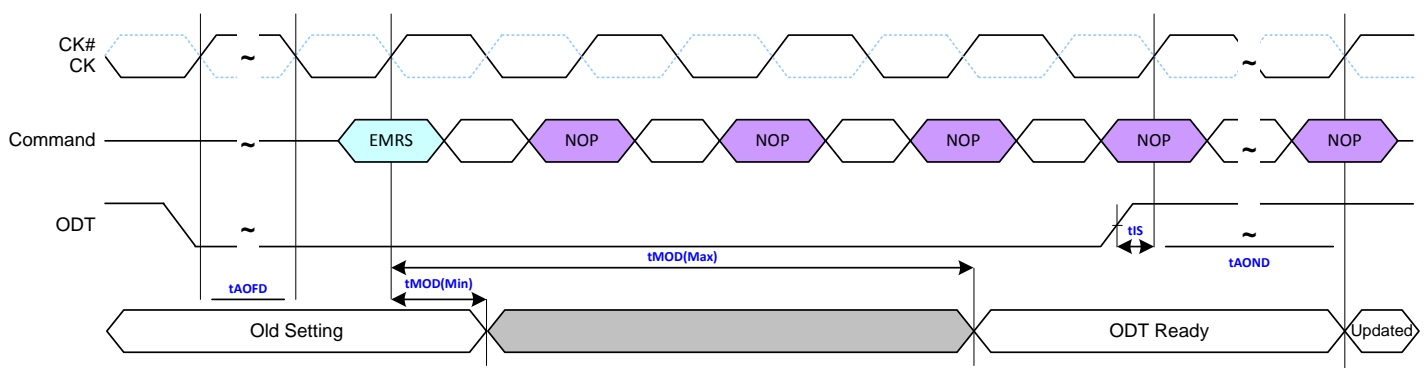 CK#
CK
~ ~
Command
~ EMRS NOP NOP NOP NOP ~ NOP
ODT
~ tIS ~
tMOD(Max)
tAOND
tMOD(Min)
tAOFD
Old Setting ODT Ready Updated